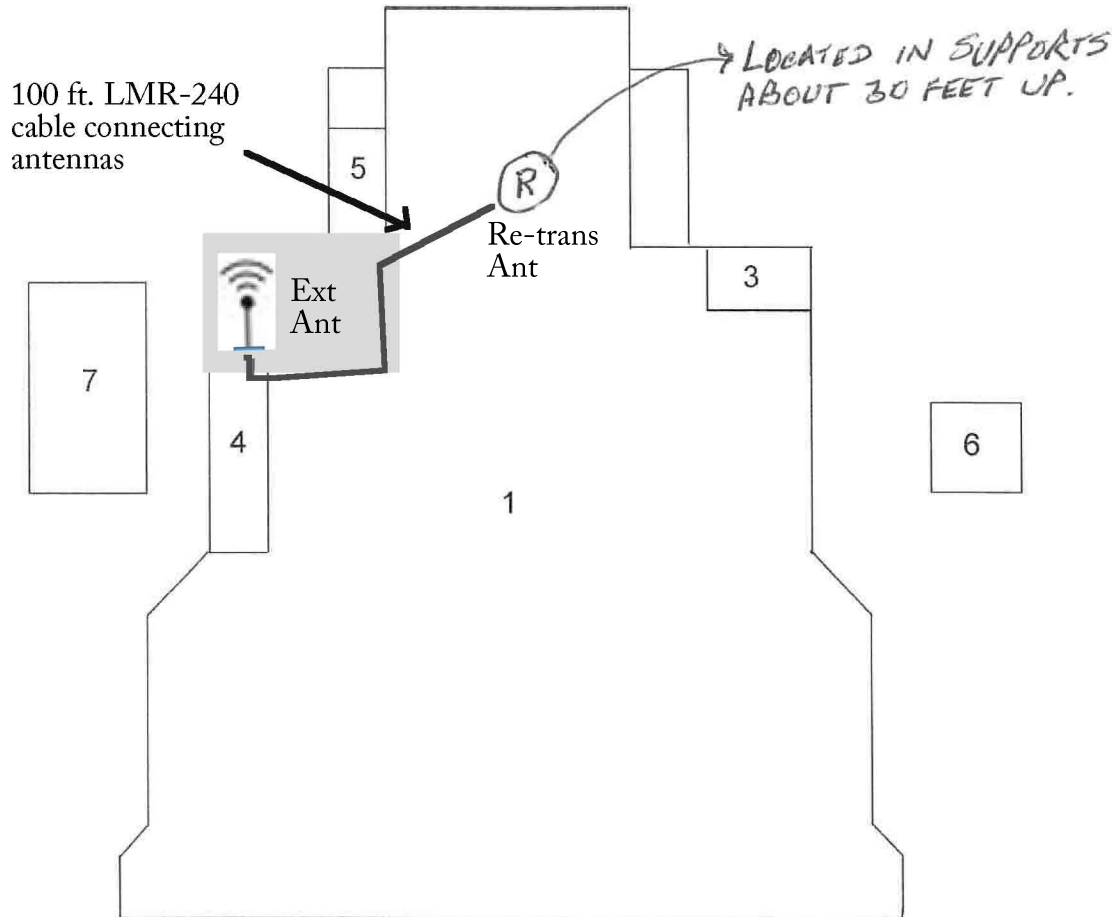 LOCATED IN SUPPORTS
ABOUT 30 FEET UP.
100 ft. LMR-240
cable connecting
antennas
5
R
Re-trans
Ant
3
Ext
Ant
7
4
6
1